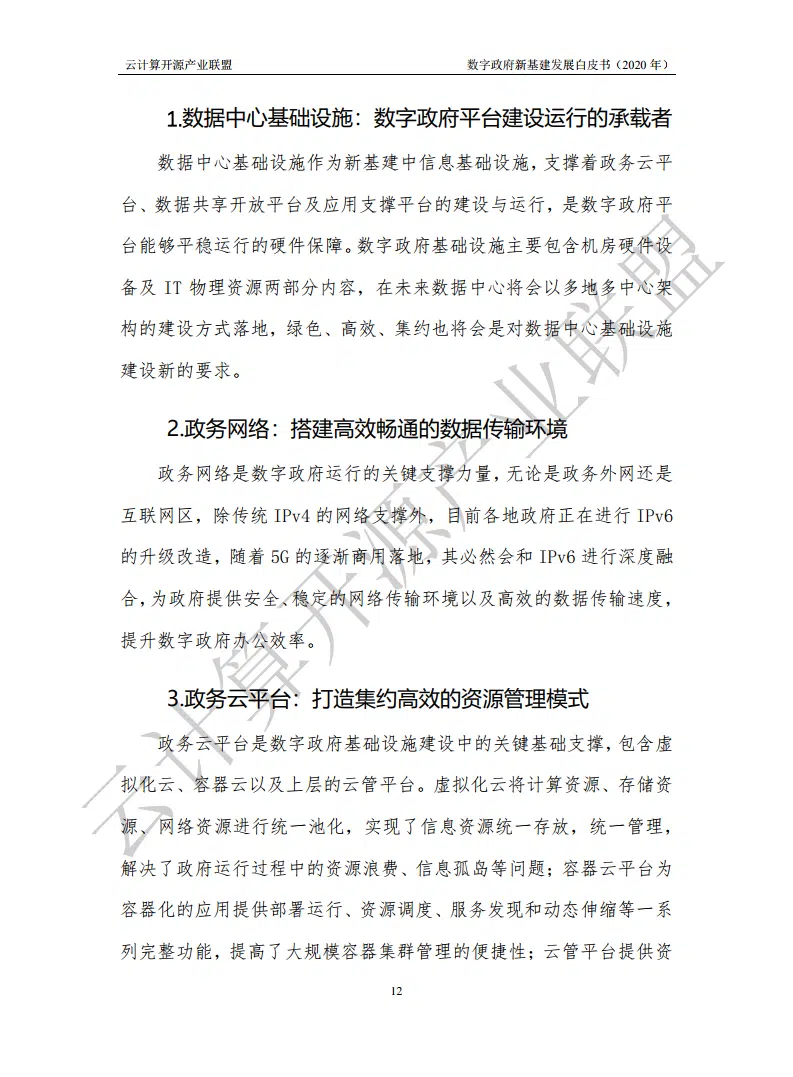 云计算开源产业联盟 数字政府新基建发展白皮书（2020 年）
1.数据中心基础设施：数字政府平台建设运行的承载者
数据中心基础设施作为新基建中信息基础设施，支撑着政务云平
台、数据共享开放平台及应用支撑平台的建设与运行，是数字政府平
台能够平稳运行的硬件保障。数字政府基础设施主要包含机房硬件设
备及 IT 物理资源两部分内容，在未来数据中心将会以多地多中心架
构的建设方式落地，绿色、高效、集约也将会是对数据中心基础设施
建设新的要求。
2.政务网络：搭建高效畅通的数据传输环境
政务网络是数字政府运行的关键支撑力量，无论是政务外网还是
互联网区，除传统 IPv4 的网络支撑外，目前各地政府正在进行 IPv6
的升级改造，随着 5G 的逐渐商用落地，其必然会和 IPv6 进行深度融
合，为政府提供安全、稳定的网络传输环境以及高效的数据传输速度，
提升数字政府办公效率。
3.政务云平台：打造集约高效的资源管理模式
政务云平台是数字政府基础设施建设中的关键基础支撑，包含虚
拟化云、容器云以及上层的云管平台。虚拟化云将计算资源、存储资
源、网络资源进行统一池化，实现了信息资源统一存放，统一管理，
解决了政府运行过程中的资源浪费、信息孤岛等问题；容器云平台为
容器化的应用提供部署运行、资源调度、服务发现和动态伸缩等一系
列完整功能，提高了大规模容器集群管理的便捷性；云管平台提供资
12
云计算开源产业联盟